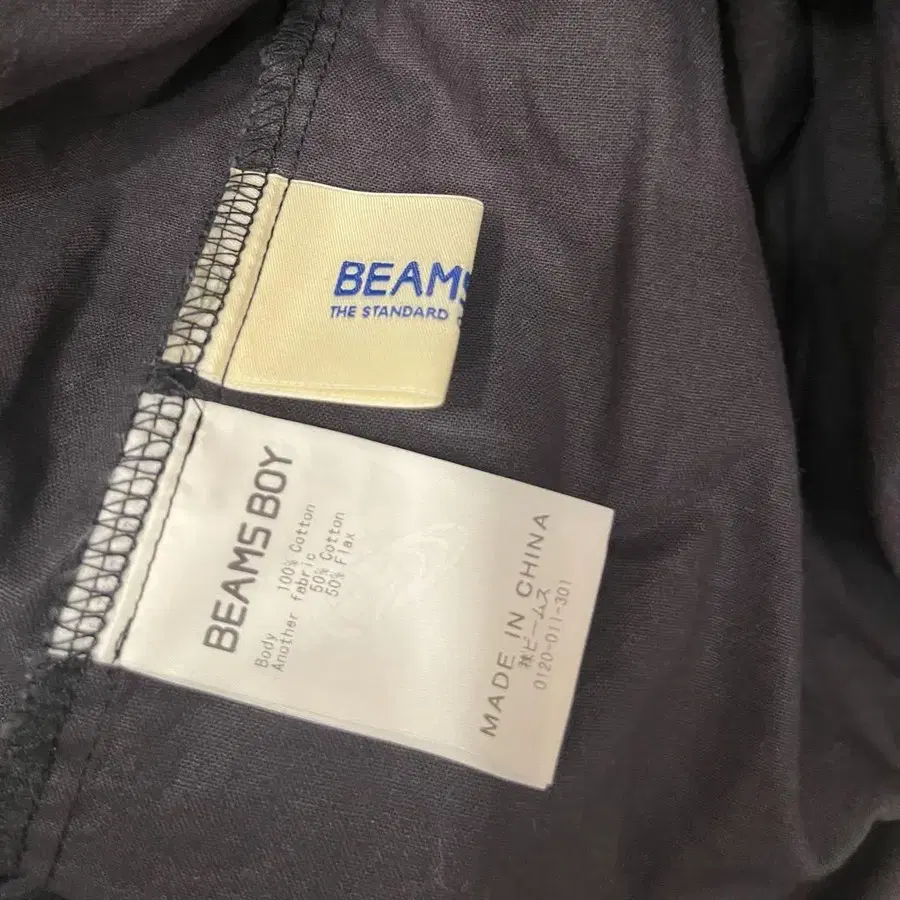 BEAMS
THE STANDARD
BEAMS BOY
Body 100% Cotton
Another fabric
50% Cotton
50% Flax
MADE IN CHINA
㈱ビームス
0120-011-301